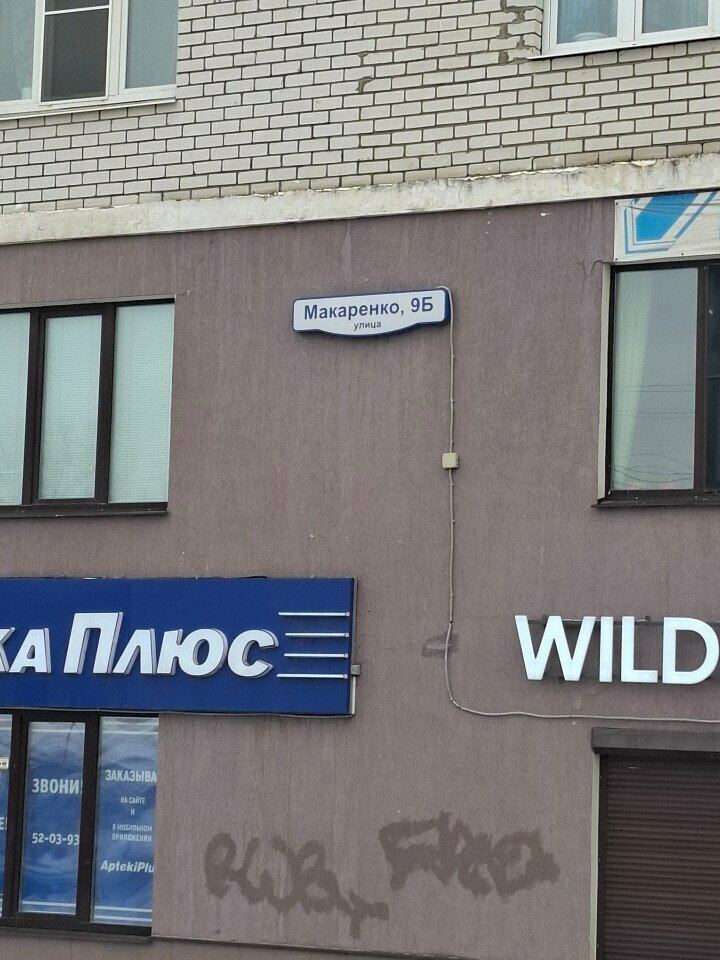 Макаренко, 9Б
улица
КА ПЛЮС
WILD
ЗВОНИ
52-03-93
ЗАКАЗЫВА
НА САЙТЕ
И
В МОБИЛЬНОМ
ПРИЛОЖЕНИИ
AptekiPlu